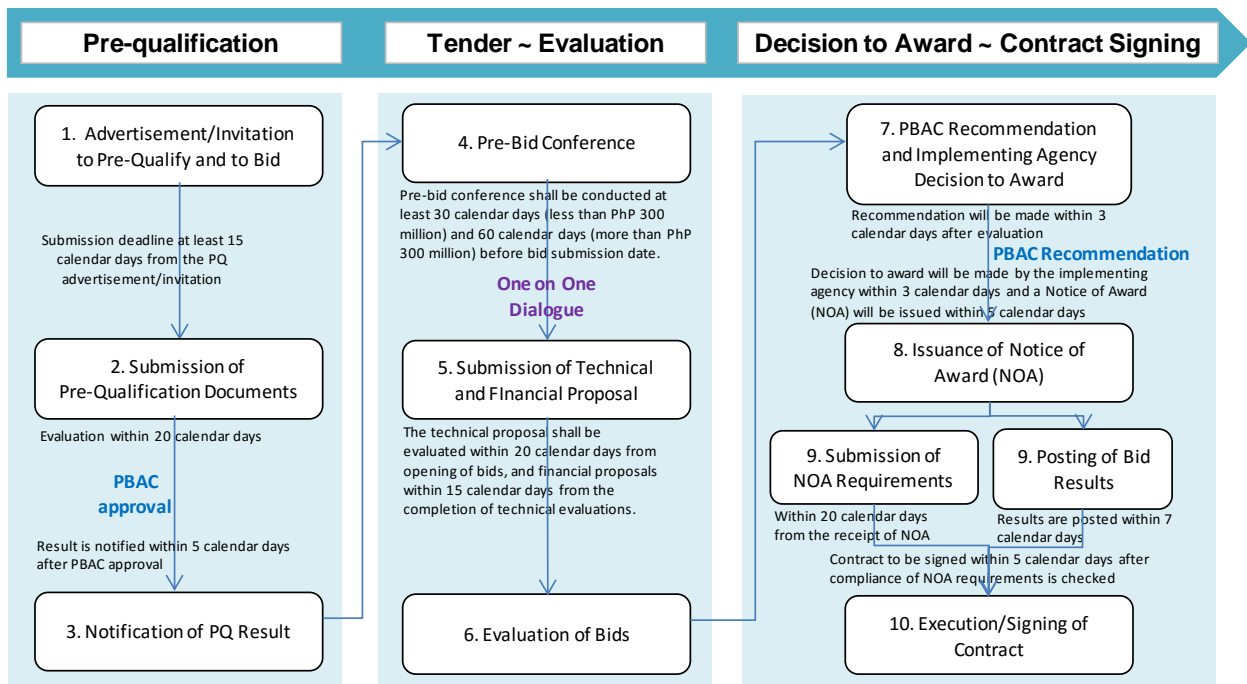 Pre-qualification
Tender ~ Evaluation
Decision to Award ~ Contract Signing
1. Advertisement/Invitation
to Pre-Qualify and to Bid
Submission deadline at least 15
calendar days from the PQ
advertisement/invitation
2. Submission of
Pre-Qualification Documents
Evaluation within 20 calendar days
PBAC
approval
Result is notified within 5 calendar days
after PBAC approval
3. Notification of PQ Result
4. Pre-Bid Conference
Pre-bid conference shall be conducted at
least 30 calendar days (less than PhP 300
million) and 60 calendar days (more than PhP
300 million) before bid submission date.
One on One
Dialogue
5. Submission of Technical
and FInancial Proposal
The technical proposal shall be
evaluated within 20 calendar days from
opening of bids, and financial proposals
within 15 calendar days from the
completion of technical evaluations.
6. Evaluation of Bids
7. PBAC Recommendation
and Implementing Agency
Decision to Award
Recommendation will be made within 3
calendar days after evaluation
PBAC Recommendation
Decision to award will be made by the implementing
agency within 3 calendar days and a Notice of Award
(NOA) will be issued within 5 calendar days
8. Issuance of Notice of
Award (NOA)
9. Submission of
NOA Requirements
Within 20 calendar days
from the receipt of NOA
9. Posting of Bid
Results
Results are posted within 7
calendar days
Contract to be signed within 5 calendar days after
compliance of NOA requirements is checked
10. Execution/Signing of
Contract